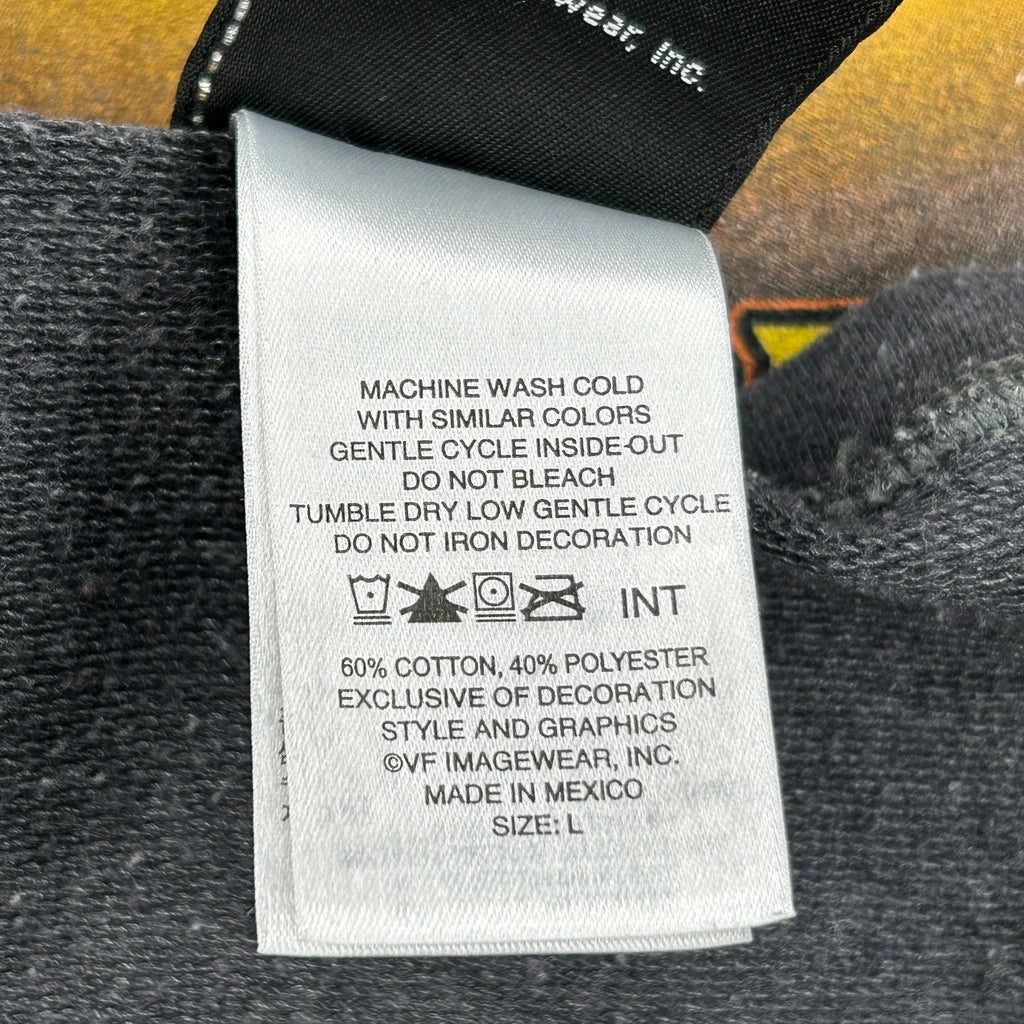 wear, Inc.
MACHINE WASH COLD
WITH SIMILAR COLORS
GENTLE CYCLE INSIDE-OUT
DO NOT BLEACH
TUMBLE DRY LOW GENTLE CYCLE
DO NOT IRON DECORATION
INT
60% COTTON, 40% POLYESTER
EXCLUSIVE OF DECORATION
STYLE AND GRAPHICS
©VF IMAGEWEAR, INC.
MADE IN MEXICO
SIZE: L